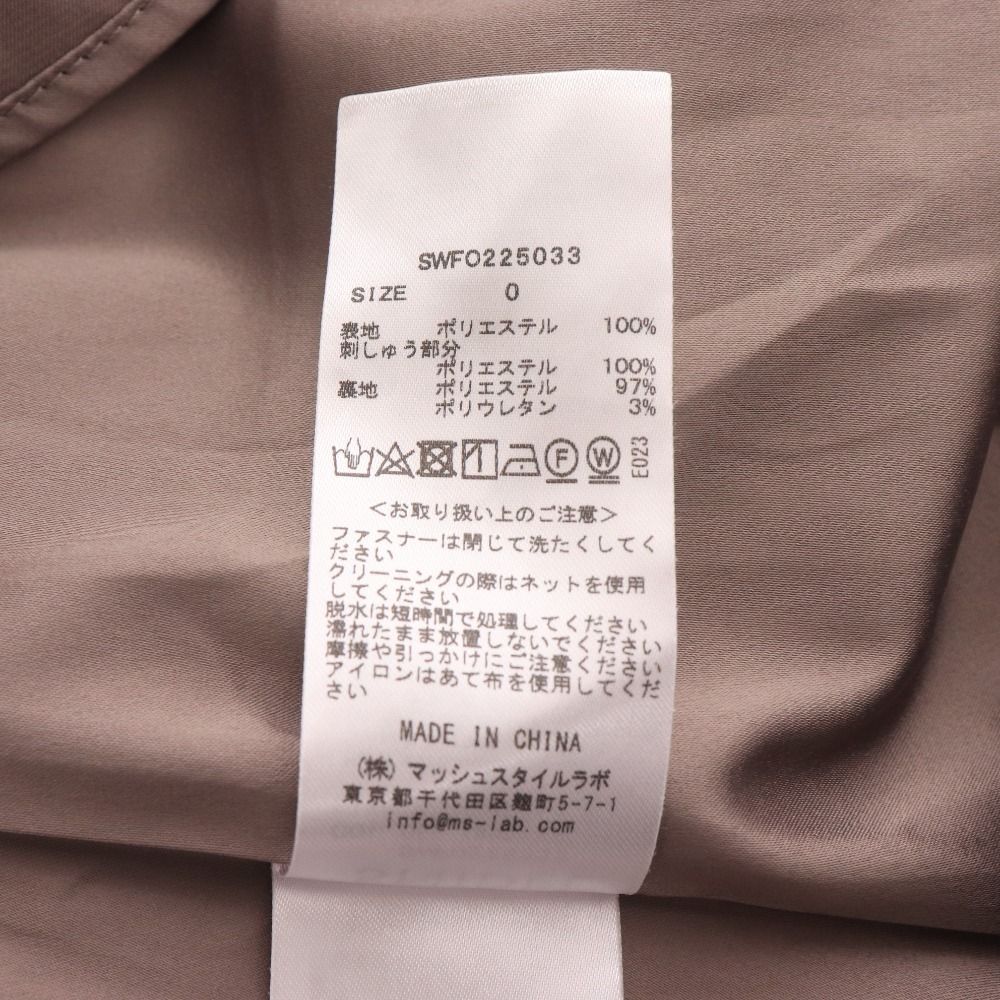 SWFO225033
SIZE 0
表地 ポリエステル 100%
刺しゅう部分
ポリエステル 100%
裏地 ポリエステル 97%
ポリウレタン 3%
F W E023
<お取り扱い上のご注意>
ファスナーは閉じて洗たくしてく
ださい
クリーニングの際はネットを使用
してください
脱水は短時間で処理してください
濡れたまま放置しないでください
摩擦や引っかけにご注意ください
アイロンはあて布を使用してくだ
さい
MADE IN CHINA
(株)マッシュスタイルラボ
東京都千代田区麹町5-7-1
info@ms-lab.com